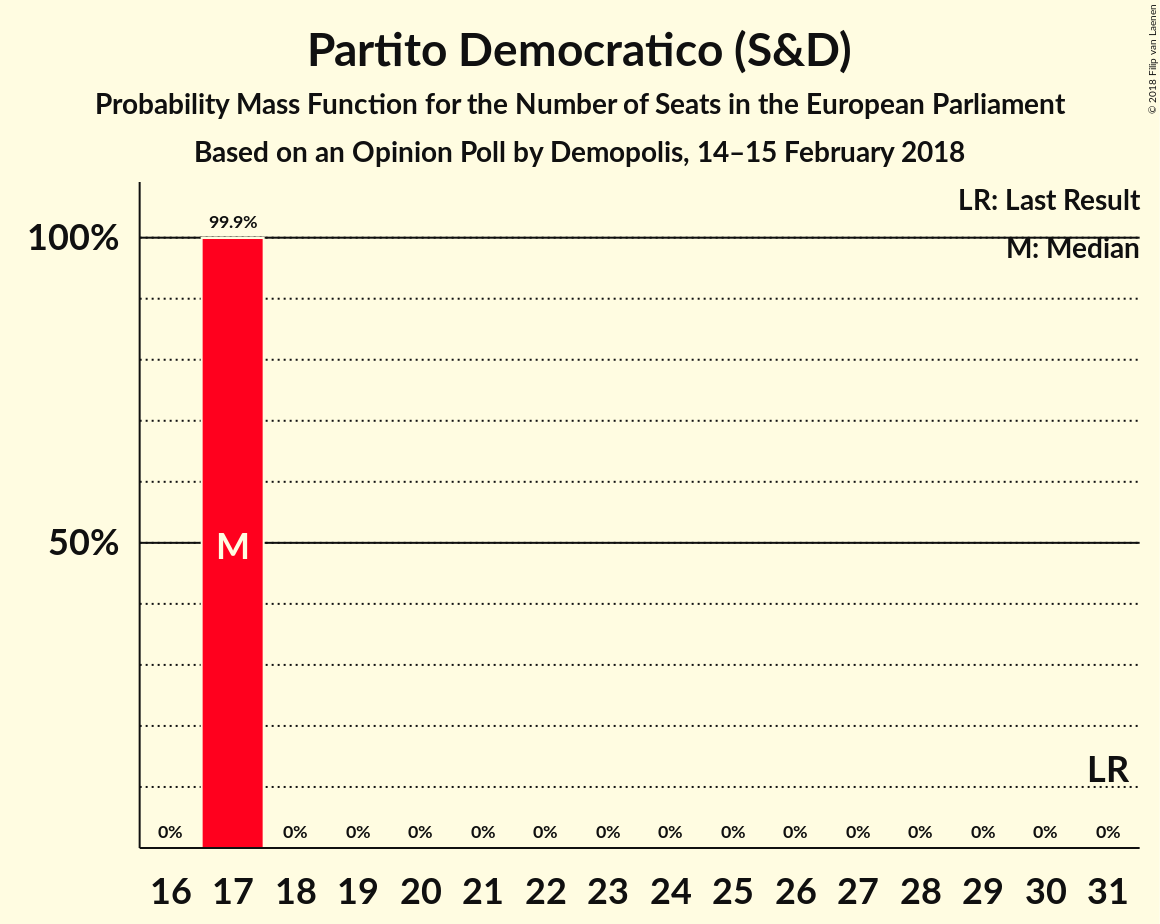 Partito Democratico (S&D)
Probability Mass Function for the Number of Seats in the European Parliament
Based on an Opinion Poll by Demopolis, 14–15 February 2018
© 2018 Filip van Laenen
LR: Last Result
M: Median
99.9%
100%
50%
M
LR
0% 0% 0% 0% 0% 0% 0% 0% 0% 0% 0% 0% 0% 0% 0%
16 17 18 19 20 21 22 23 24 25 26 27 28 29 30 31